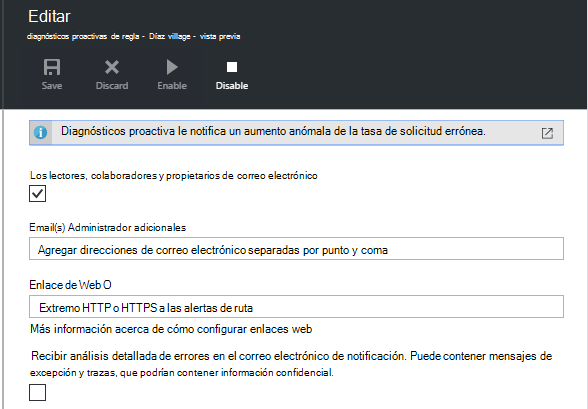 Editar
diagnósticos proactivas de regla - Díaz village - vista previa
Save Discard Enable Disable
Diagnósticos proactiva le notifica un aumento anómala de la tasa de solicitud errónea.
Los lectores, colaboradores y propietarios de correo electrónico
Email(s) Administrador adicionales
Agregar direcciones de correo electrónico separadas por punto y coma
Enlace de Web O
Extremo HTTP o HTTPS a las alertas de ruta
Más información acerca de cómo configurar enlaces web
Recibir análisis detallada de errores en el correo electrónico de notificación. Puede contener mensajes de
excepción y trazas, que podrían contener información confidencial.